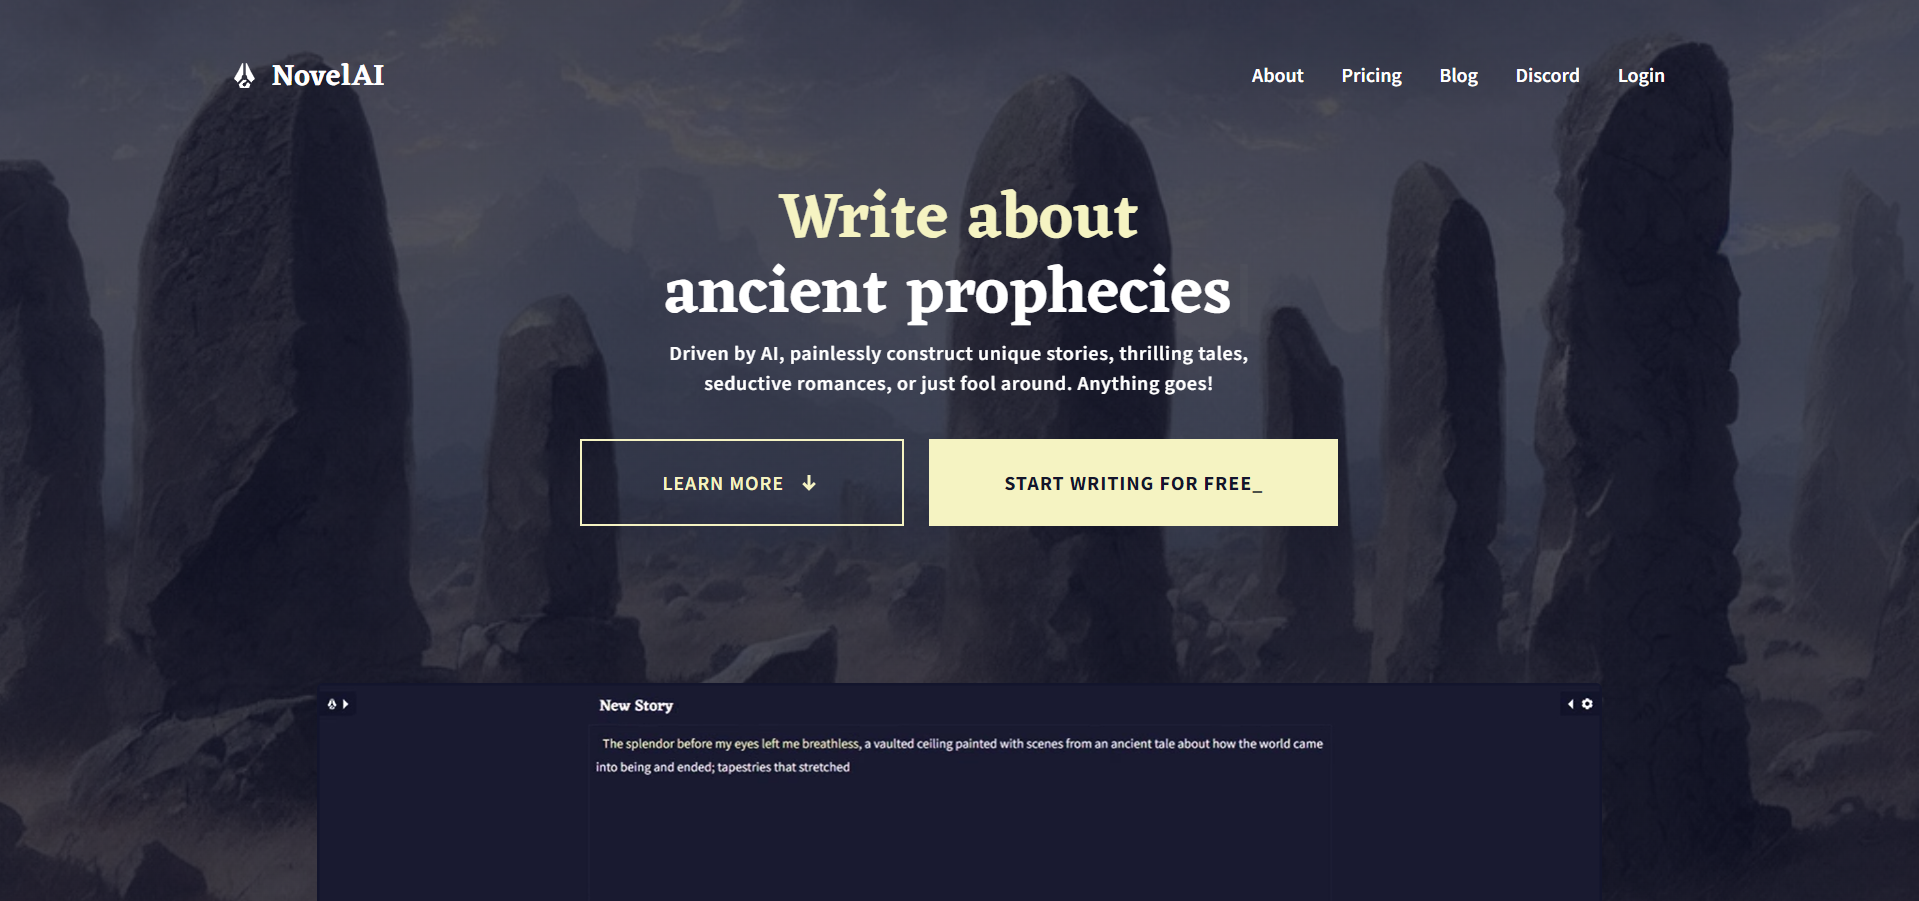 NovelAI
About
Pricing
Blog
Discord
Login
Write about
ancient prophecies
Driven by AI, painlessly construct unique stories, thrilling tales,
seductive romances, or just fool around. Anything goes!
LEARN MORE
START WRITING FOR FREE_
New Story
The splendor before my eyes left me breathless, a vaulted ceiling painted with scenes from an ancient tale about how the world came
into being and ended; tapestries that stretched